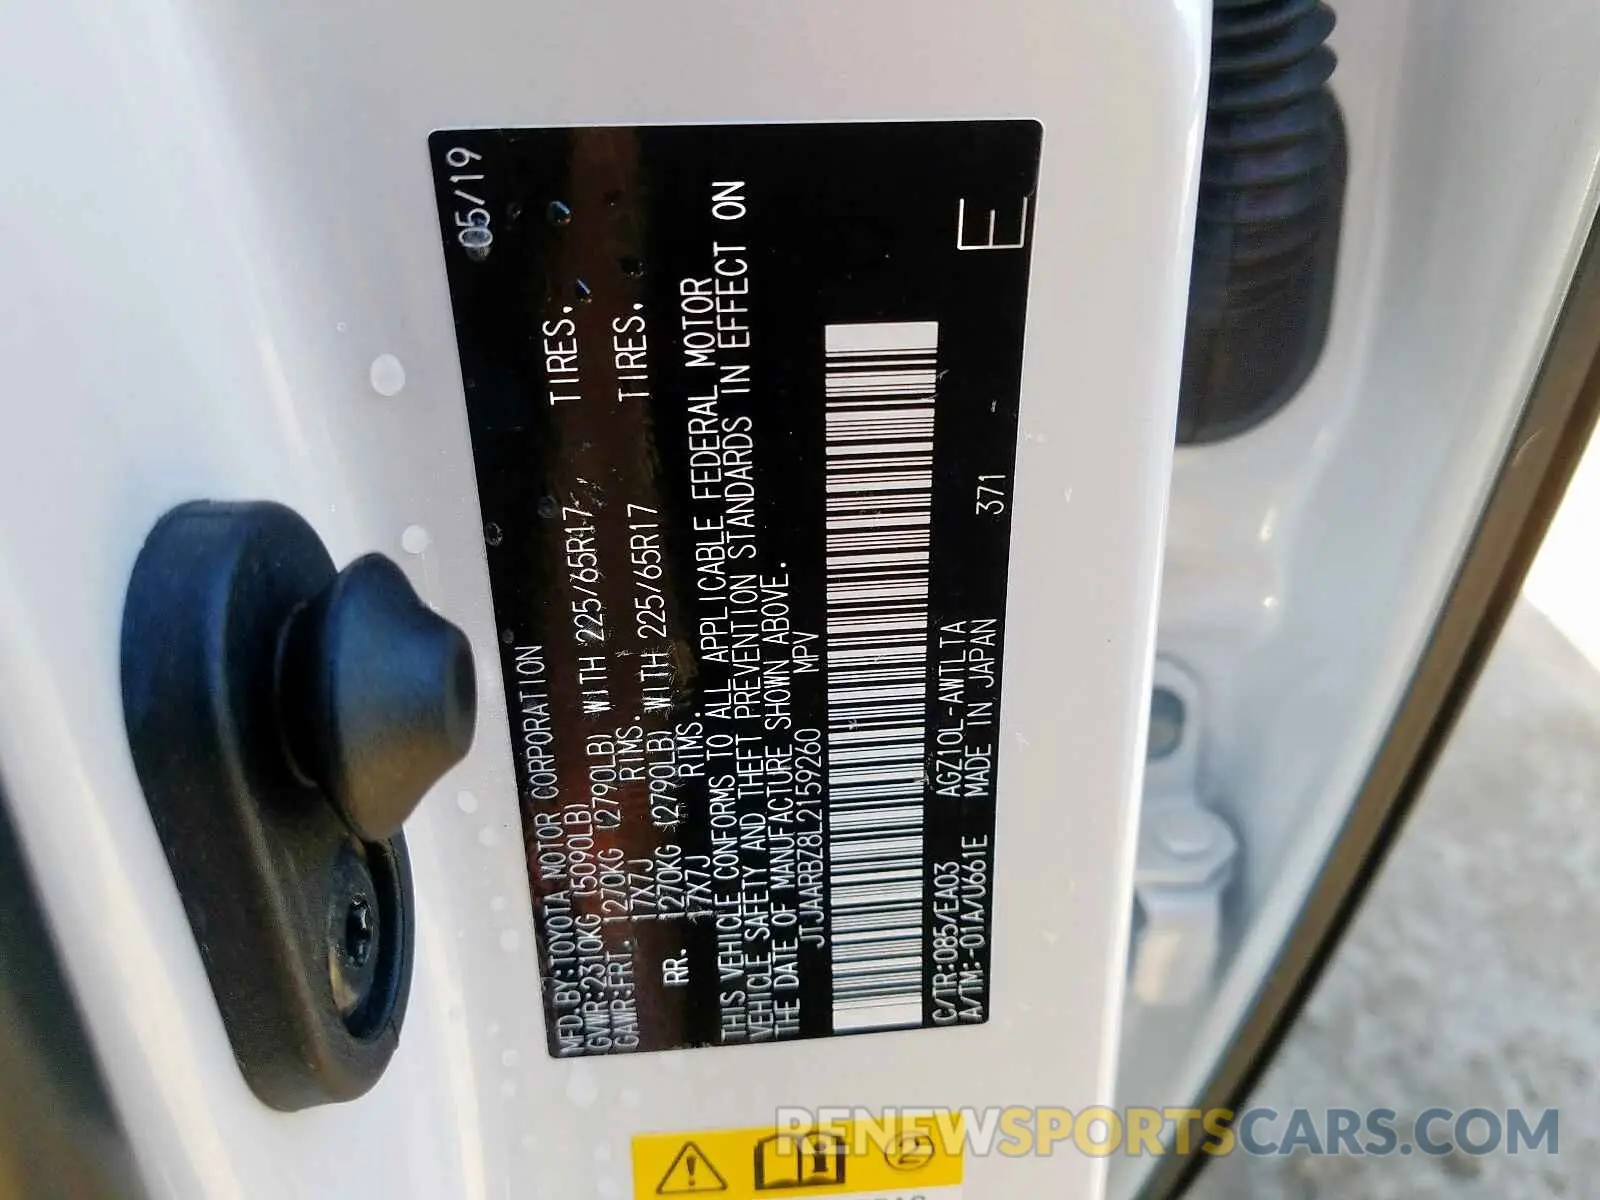 MFD.BY:TOYOTA MOTOR CORPORATION 05/19
GVWR:2310KG (5090LB)
GAWR:FRT. 1270KG (2790LB) WITH 225/65R17 TIRES.
17X7J RIMS.
RR. 1270KG (2790LB) WITH 225/65R17 TIRES.
17X7J RIMS.
THIS VEHICLE CONFORMS TO ALL APPLICABLE FEDERAL MOTOR
VEHICLE SAFETY AND THEFT PREVENTION STANDARDS IN EFFECT ON
THE DATE OF MANUFACTURE SHOWN ABOVE.
JTJAARBZ8L2159260 MPV
C/TR:085/EA03 AGZ10L-AWTLTA
A/TM:-01A/U661E MADE IN JAPAN 371 -
E
2
RENEWSPORTSCARS.COM